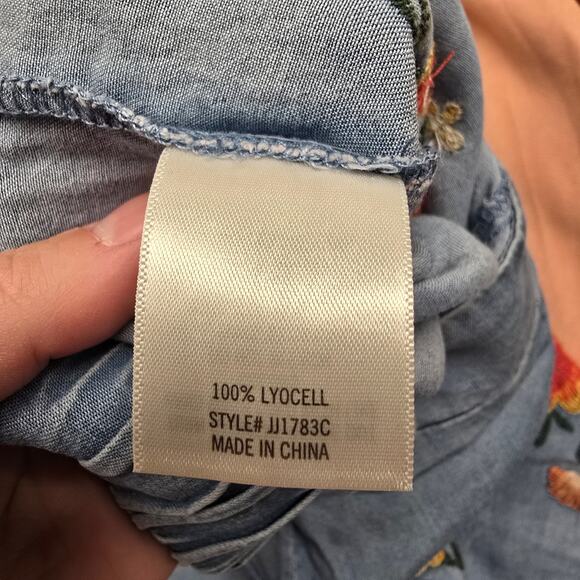 100% LYOCELL
STYLE# JJ1783C
MADE IN CHINA